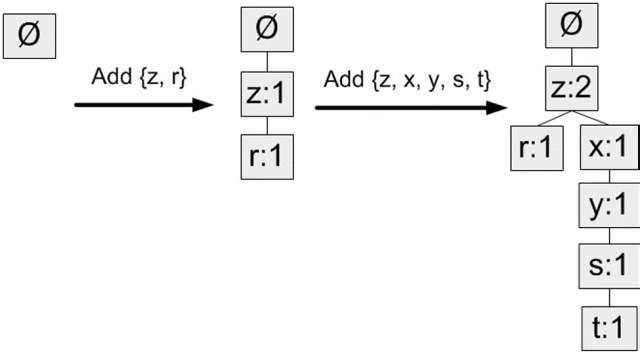 Ø
Add {z, r}
Ø
z:1
r:1
Add {z, x, y, s, t}
Ø
z:2
r:1
x:1
y:1
s:1
t:1